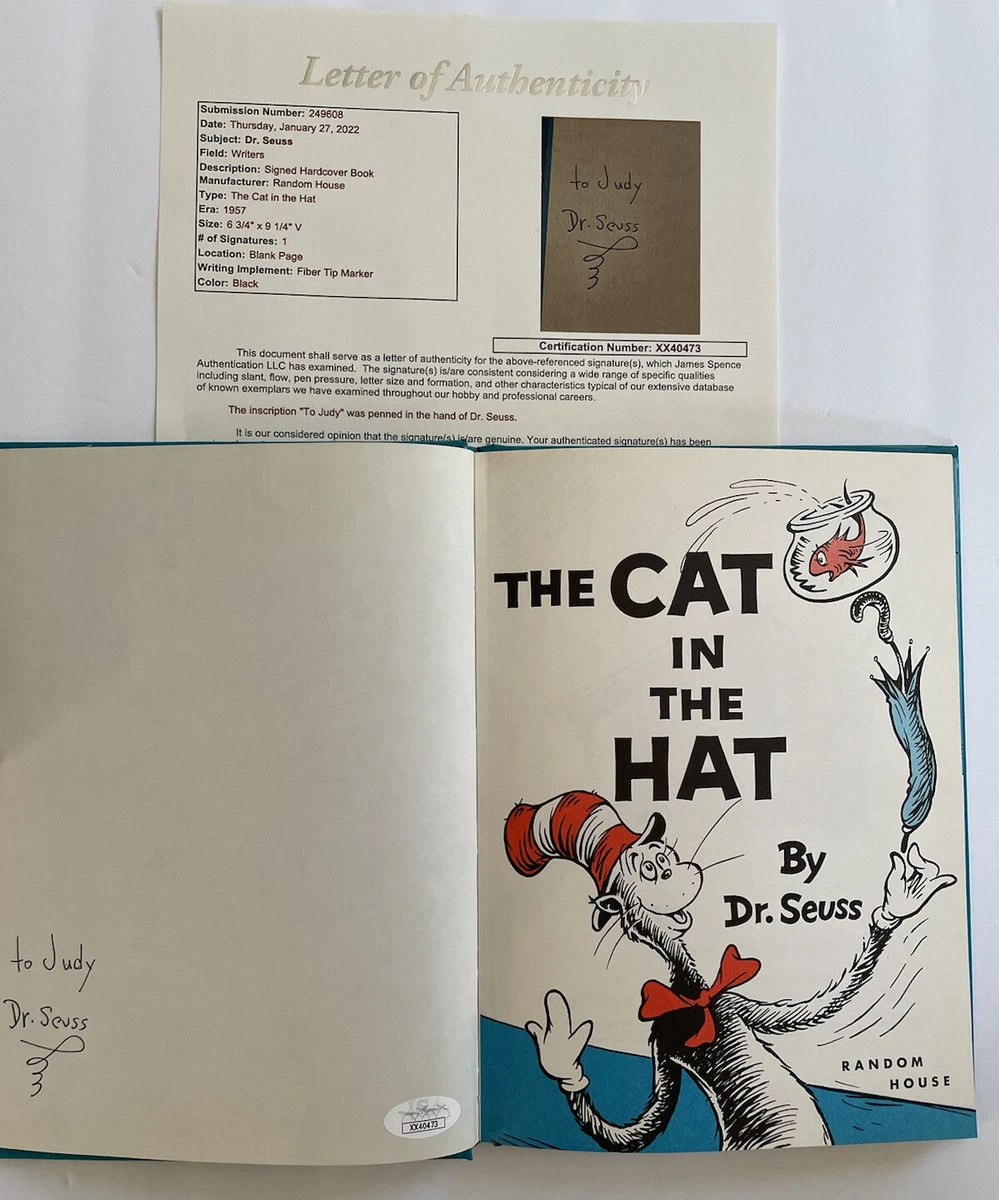 Letter of Authenticity
Submission Number: 249608
Date: Thursday, January 27, 2022
Subject: Dr. Seuss
Field: Writers
Description: Signed Hardcover Book
Manufacturer: Random House
Type: The Cat in the Hat
Era: 1957
Size: 6 3/4" x 9 1/4" V
# of Signatures: 1
Location: Blank Page
Writing Implement: Fiber Tip Marker
Color: Black
to Judy
Dr. Seuss
Certification Number: XX40473
This document shall serve as a letter of authenticity for the above-referenced signature(s), which James Spence
Authentication LLC has examined. The signature(s) is/are consistent considering a wide range of specific qualities
including slant, flow, pen pressure, letter size and formation, and other characteristics typical of our extensive database
of known exemplars we have examined throughout our hobby and professional careers.
The inscription "To Judy" was penned in the hand of Dr. Seuss.
It is our considered opinion that the signature(s) is/are genuine. Your authenticated signature(s) has been
to Judy
Dr. Seuss
XX40473
THE CAT
IN
THE
HAT
By
Dr. Seuss
RANDOM
HOUSE